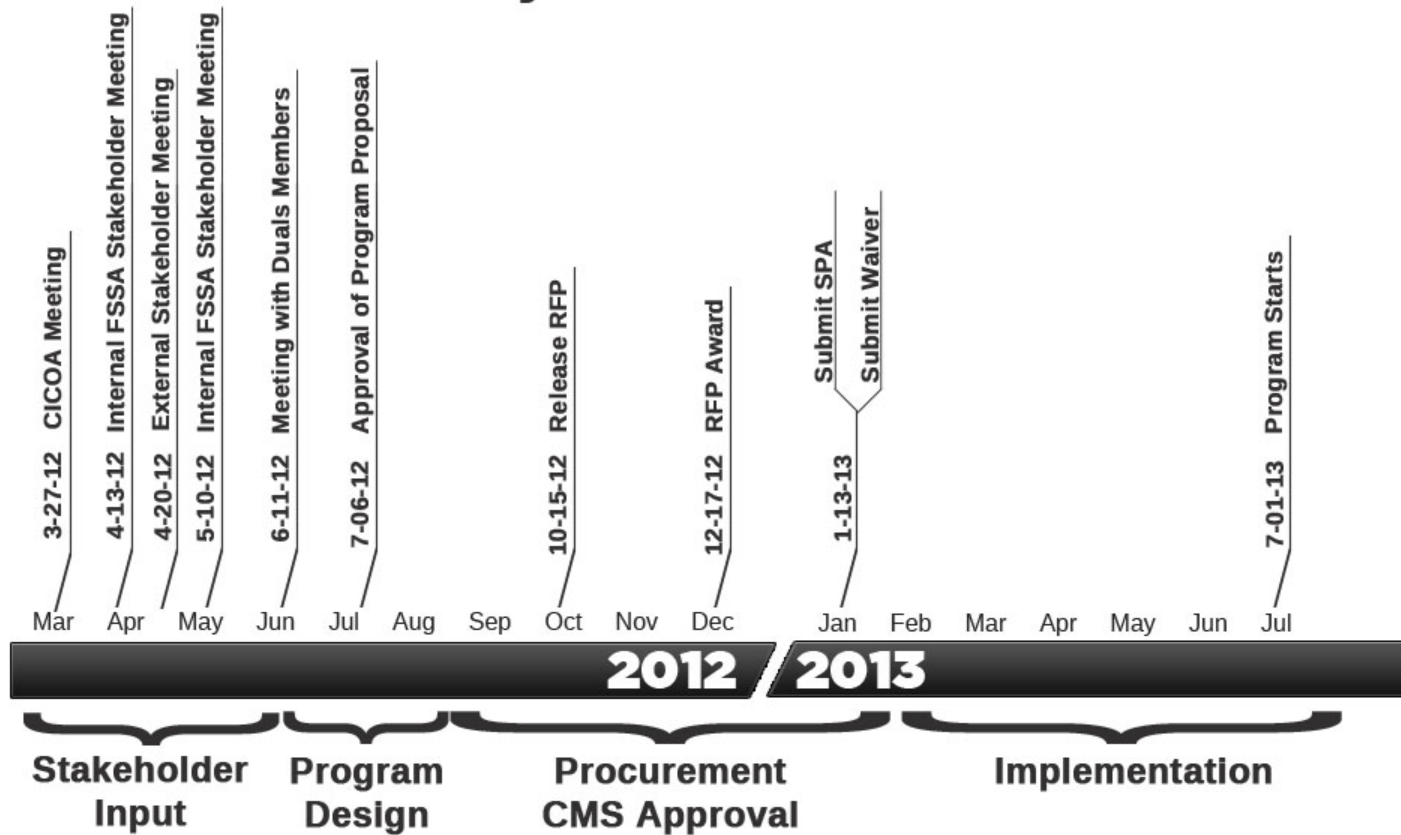 3-27-12 CICOA Meeting
4-13-12 Internal FSSA Stakeholder Meeting
4-20-12 External Stakeholder Meeting
5-10-12 Internal FSSA Stakeholder Meeting
6-11-12 Meeting with Duals Members
7-06-12 Approval of Program Proposal
10-15-12 Release RFP
12-17-12 RFP Award
1-13-13
Submit SPA
Submit Waiver
7-01-13 Program Starts
Mar Apr May Jun Jul Aug Sep Oct Nov Dec Jan Feb Mar Apr May Jun Jul
2012 2013
Stakeholder
Input
Program
Design
Procurement
CMS Approval
Implementation